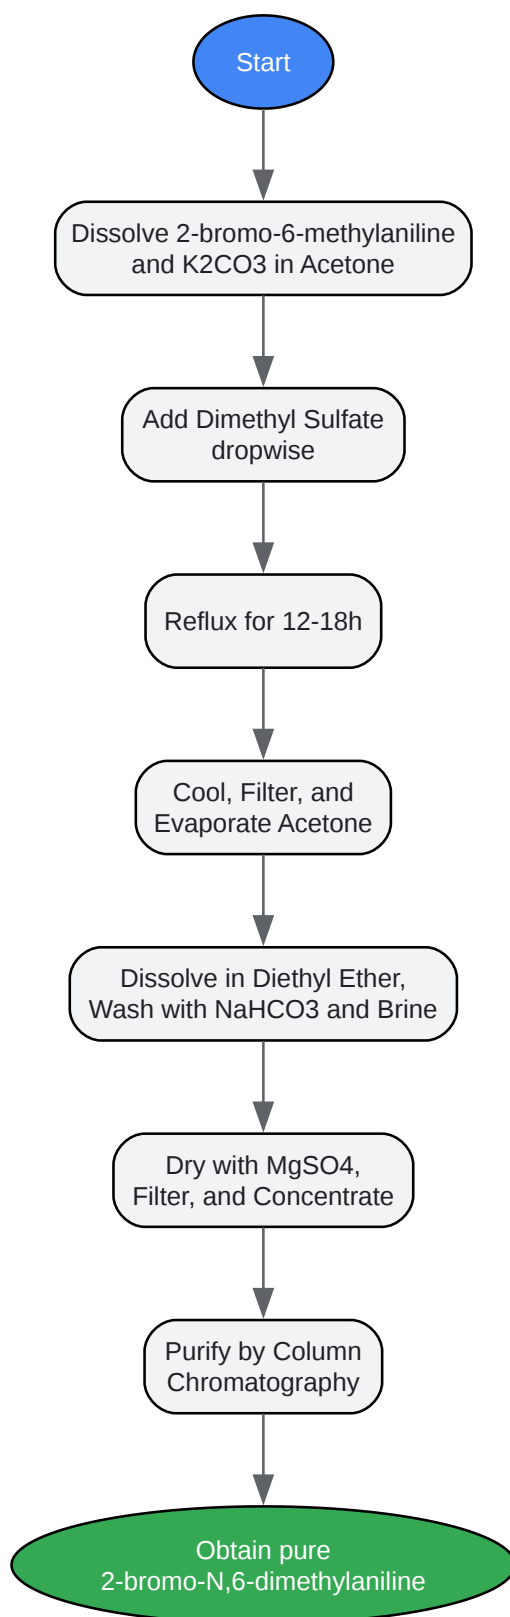 Start
Dissolve 2-bromo-6-methylaniline
and K2CO3 in Acetone
Add Dimethyl Sulfate
dropwise
Reflux for 12-18h
Cool, Filter, and
Evaporate Acetone
Dissolve in Diethyl Ether,
Wash with NaHCO3 and Brine
Dry with MgSO4,
Filter, and Concentrate
Purify by Column
Chromatography
Obtain pure
2-bromo-N,6-dimethylaniline